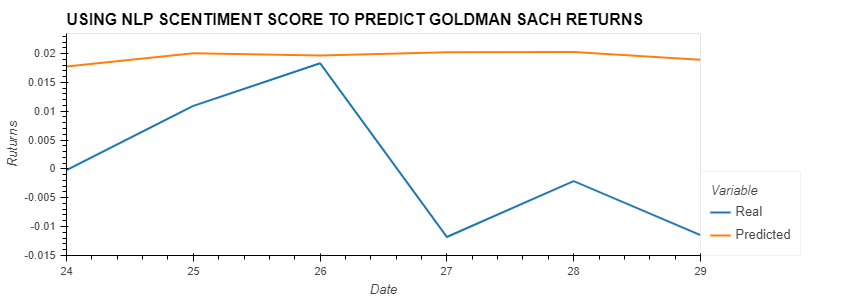 USING NLP SCENTIMENT SCORE TO PREDICT GOLDMAN SACH RETURNS
0.02
0.015
0.01
0.005
0
-0.005
-0.01
-0.015
Ruturns
24 25 26 27 28 29
Date
Variable
Real
Predicted